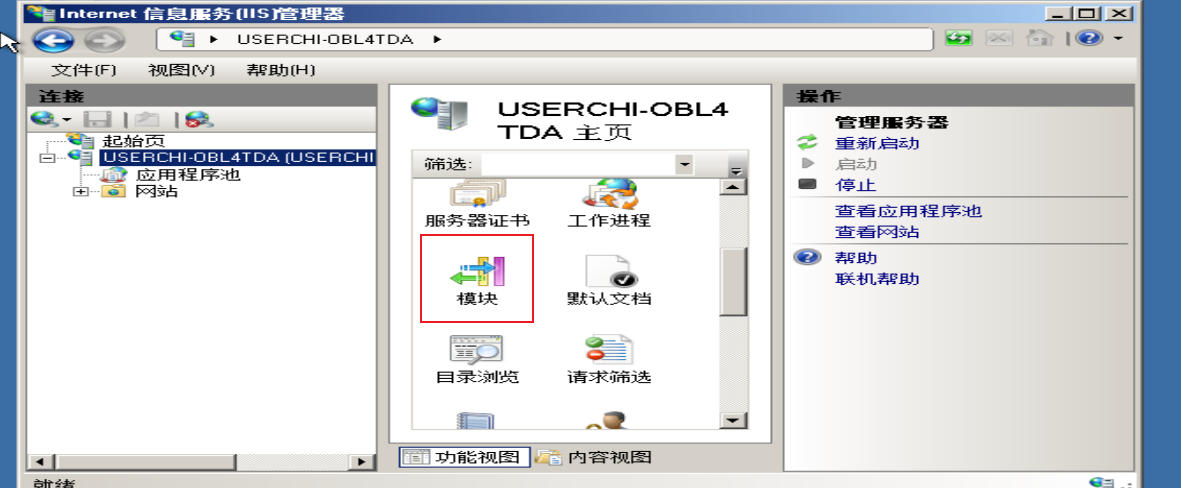 Internet 信息服务(IIS)管理器
USERCHI-OBL4TDA
文件(F) 视图(V) 帮助(H)
连接
起始页
USERCHI-OBL4TDA (USERCHI
应用程序池
网站
USERCHI-OBL4
TDA 主页
筛选:
服务器证书 工作进程
模块 默认文档
目录浏览 请求筛选
功能视图 内容视图
操作
管理服务器
重新启动
启动
停止
查看应用程序池
查看网站
帮助
联机帮助
就绪